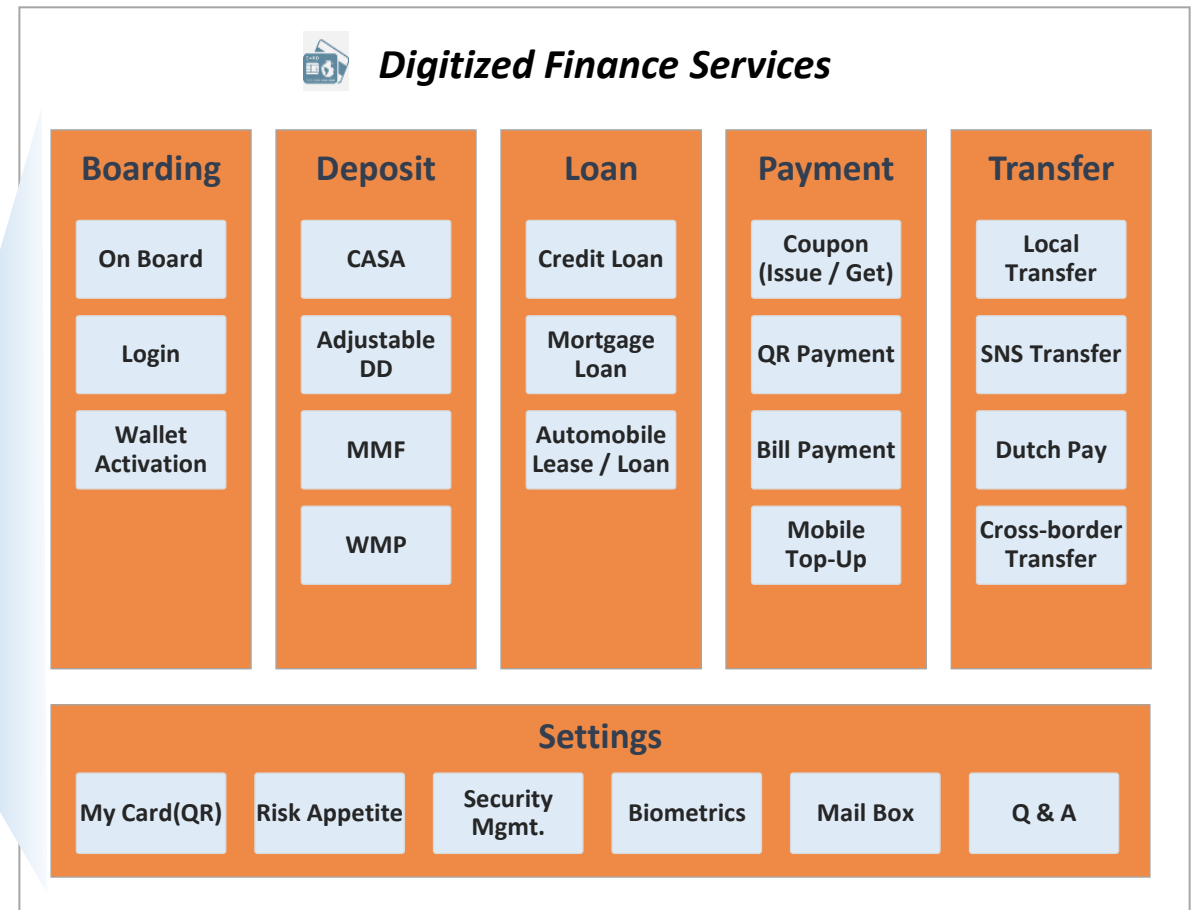 Digitized Finance Services
Boarding
On Board
Login
Wallet
Activation
Deposit
CASA
Adjustable
DD
MMF
WMP
Loan
Credit Loan
Mortgage
Loan
Automobile
Lease / Loan
Payment
Coupon
(Issue / Get)
QR Payment
Bill Payment
Mobile
Top-Up
Transfer
Local
Transfer
SNS Transfer
Dutch Pay
Cross-border
Transfer
Settings
My Card(QR)
Risk Appetite
Security
Mgmt.
Biometrics
Mail Box
Q & A